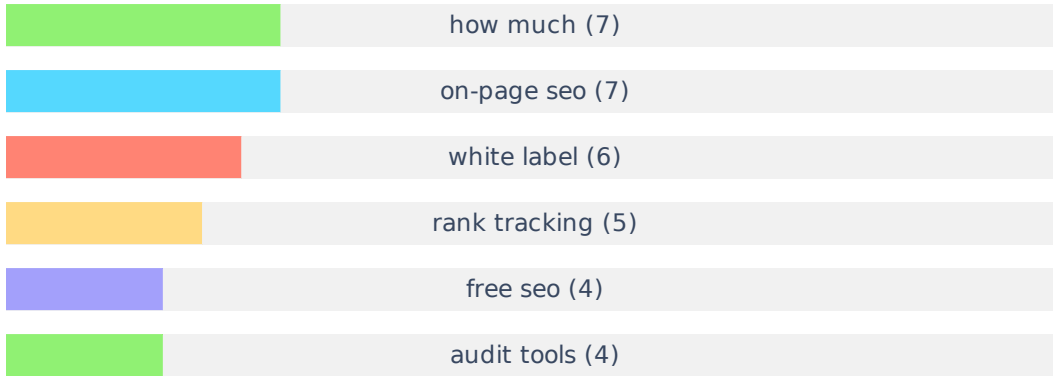 how much (7)
on-page seo (7)
white label (6)
rank tracking (5)
free seo (4)
audit tools (4)